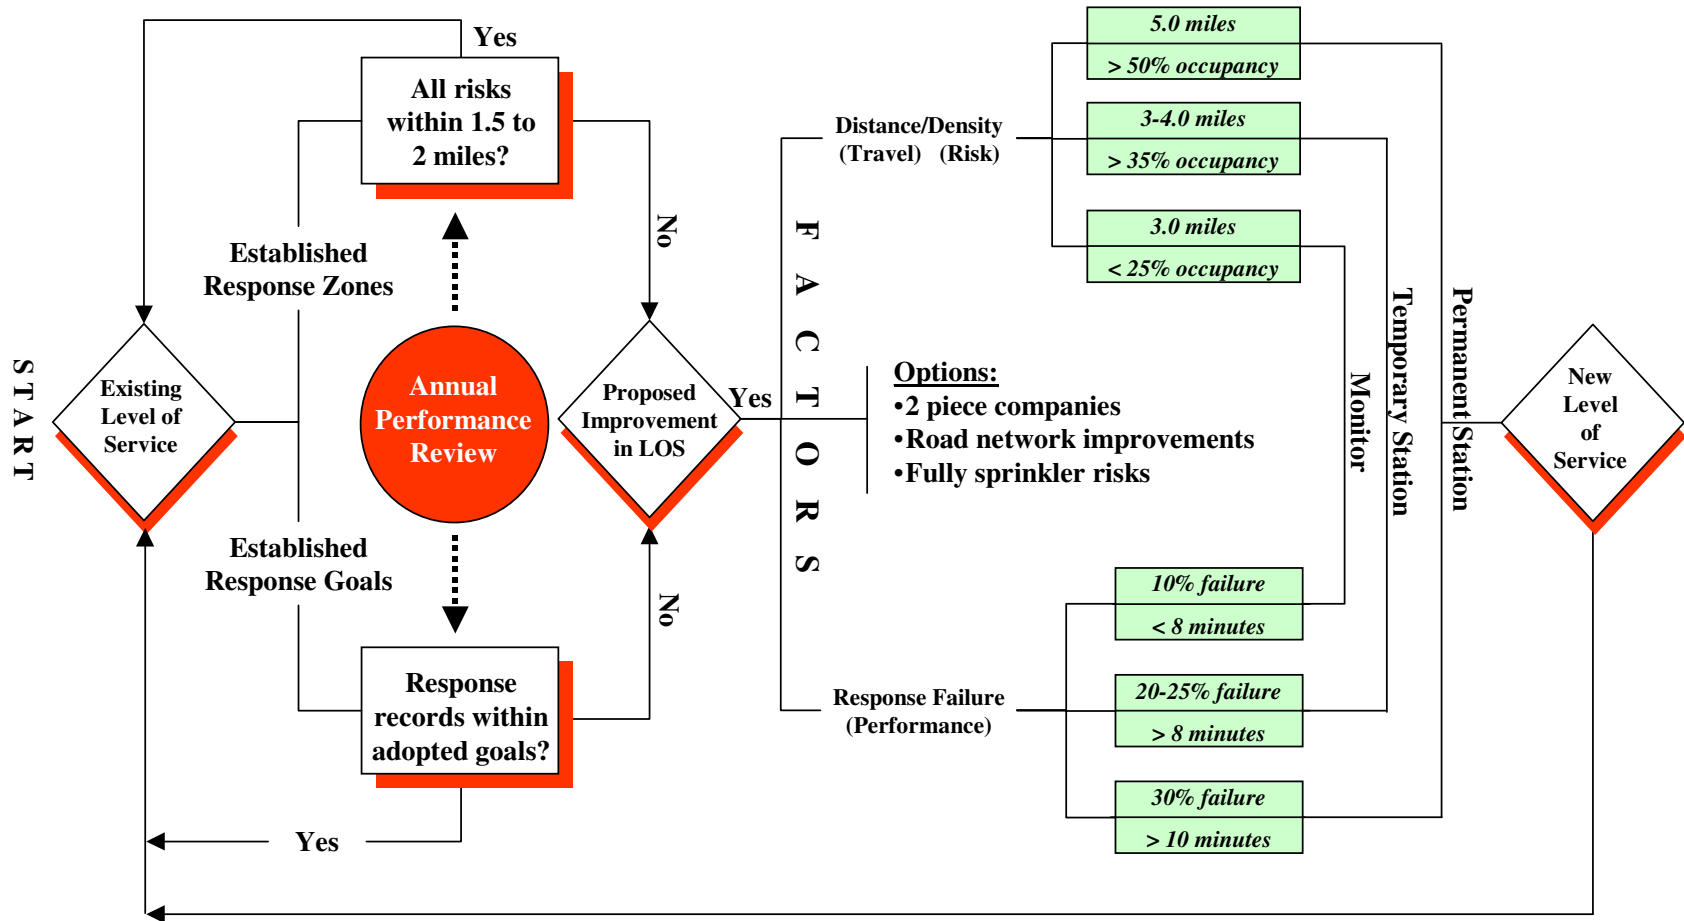 START
Existing
Level of
Service
Yes
All risks
within 1.5 to
2 miles?
No
Established
Response Zones
Annual
Performance
Review
Established
Response Goals
Response
records within
adopted goals?
No
Yes
Proposed
Improvement
in LOS
Yes
FACTORS
Distance/Density
(Travel) (Risk)
5.0 miles
> 50% occupancy
3-4.0 miles
> 35% occupancy
3.0 miles
< 25% occupancy
Options:
•2 piece companies
•Road network improvements
•Fully sprinkler risks
Response Failure
(Performance)
10% failure
< 8 minutes
20-25% failure
> 8 minutes
30% failure
> 10 minutes
Monitor
Temporary Station
Permanent Station
New
Level
of
Service